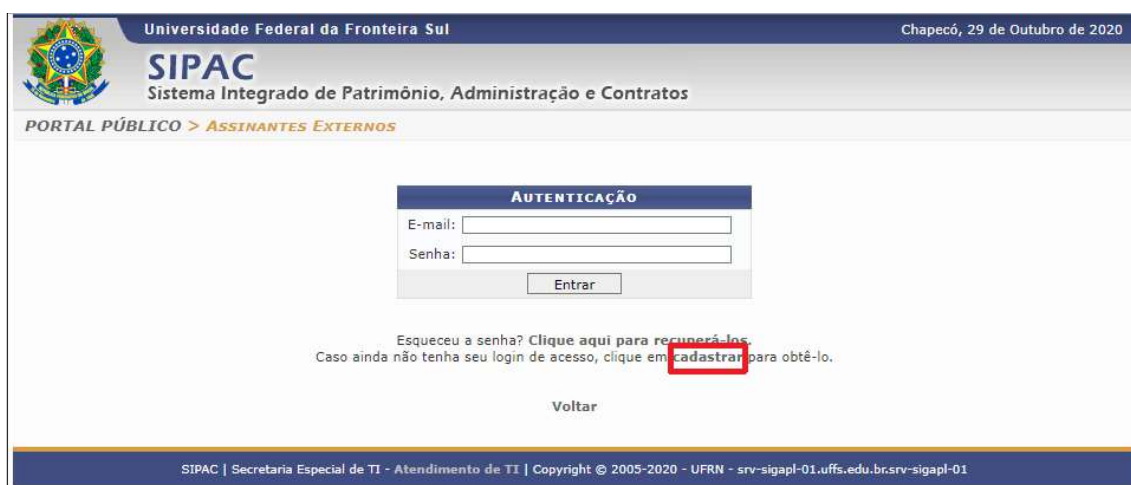 Universidade Federal da Fronteira Sul
Chapecó, 29 de Outubro de 2020
SIPAC
Sistema Integrado de Patrimônio, Administração e Contratos
PORTAL PÚBLICO > ASSINANTES EXTERNOS
AUTENTICAÇÃO
E-mail:
Senha:
Entrar
Esqueceu a senha? Clique aqui para recuperá-los.
Caso ainda não tenha seu login de acesso, clique em cadastrar para obtê-lo.
Voltar
SIPAC | Secretaria Especial de TI - Atendimento de TI | Copyright © 2005-2020 - UFRN - srv-sigapl-01.uffs.edu.br.srv-sigapl-01